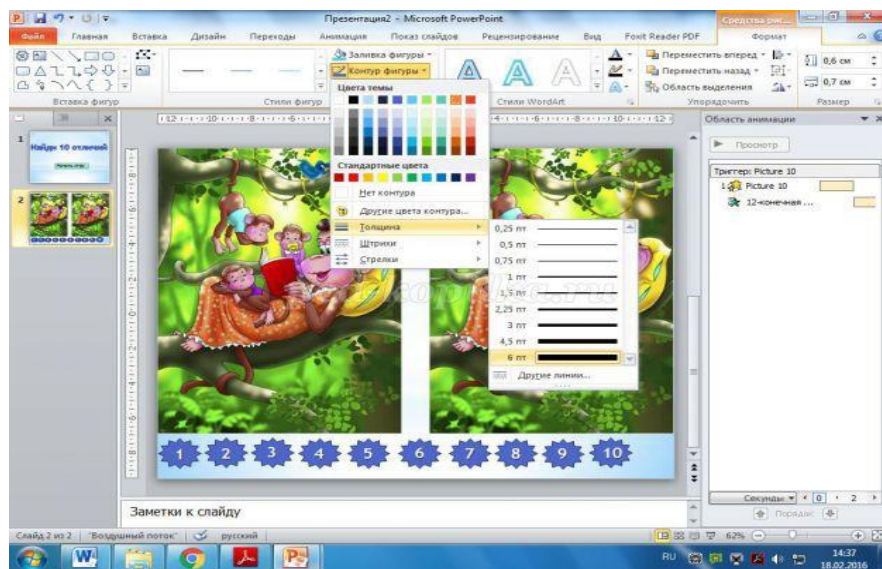 Презентация2 - Microsoft PowerPoint
Средства рис...
Файл Главная Вставка Дизайн Переходы Анимация Показ слайдов Рецензирование Вид Foxit Reader PDF Формат
Заливка фигуры
Контур фигуры
Переместить вперед
Переместить назад
Область выделения
0,6 см
0,7 см
Вставка фигур
Стили фигур
Стили WordArt
Упорядочить
Размер
Цвета темы
Стандартные цвета
Нет контура
Другие цвета контура...
Толщина
Штрихи
Стрелки
0,25 пт
0,5 пт
0,75 пт
1 пт
1,5 пт
2,25 пт
3 пт
4,5 пт
6 пт
Другие линии...
1
Найди 10 отличий
2
1 2 3 4 5 6 7 8 9 10
Область анимации
Просмотр
Триггер: Picture 10
1 Picture 10
12-конечная ...
Секунды 0 2
Порядок
Заметки к слайду
Слайд 2 из 2 "Воздушный поток" русский 62%
RU 14:37
18.02.2016